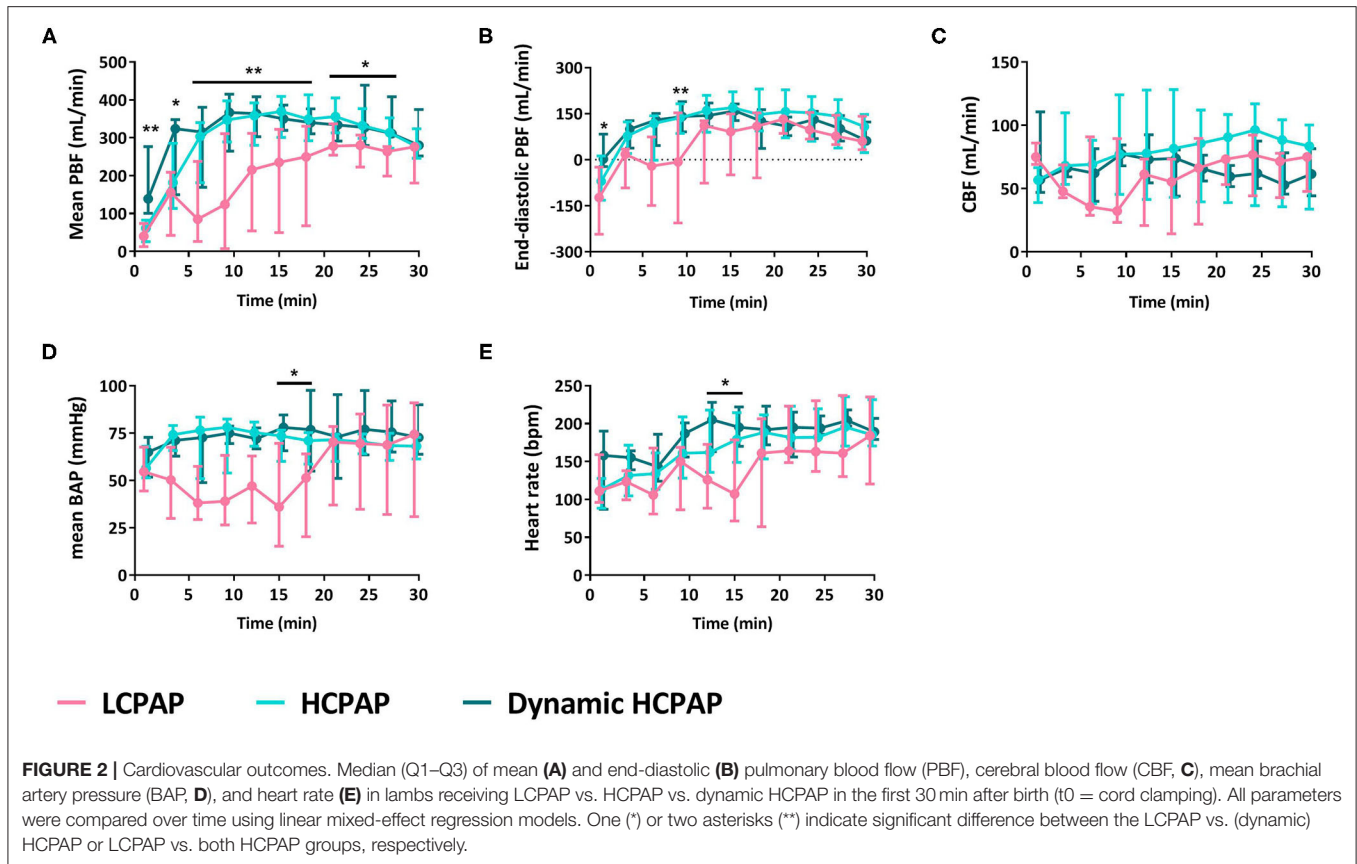 A
Mean PBF (mL/min)
500
400
300
200
100
0
** * ** *
0 5 10 15 20 25 30
Time (min)
B
End-diastolic PBF (mL/min)
300
150
0
-150
-300
* **
0 5 10 15 20 25 30
Time (min)
C
CBF (mL/min)
150
100
50
0
0 5 10 15 20 25 30
Time (min)
D
mean BAP (mmHg)
100
75
50
25
0
*
0 5 10 15 20 25 30
Time (min)
E
Heart rate (bpm)
250
200
150
100
50
0
*
0 5 10 15 20 25 30
Time (min)
LCPAP HCPAP Dynamic HCPAP
FIGURE 2 | Cardiovascular outcomes. Median (Q1–Q3) of mean (A) and end-diastolic (B) pulmonary blood flow (PBF), cerebral blood flow (CBF, C), mean brachial
artery pressure (BAP, D), and heart rate (E) in lambs receiving LCPAP vs. HCPAP vs. dynamic HCPAP in the first 30 min after birth (t0 = cord clamping). All parameters
were compared over time using linear mixed-effect regression models. One (*) or two asterisks (**) indicate significant difference between the LCPAP vs. (dynamic)
HCPAP or LCPAP vs. both HCPAP groups, respectively.